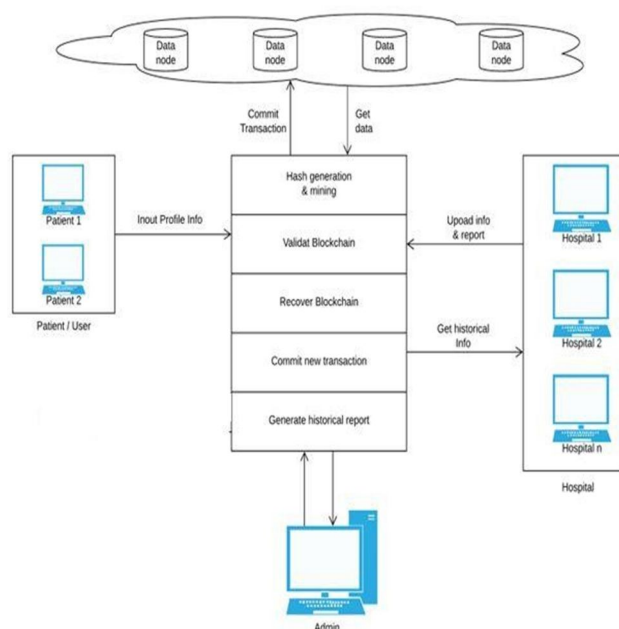 Data
node
Data
node
Data
node
Data
node
Commit
Transaction
Get
data
Hash generation
& mining
Patient 1
Inout Profile Info
Validat Blockchain
Upoad info
& report
Hospital 1
Patient 2
Recover Blockchain
Patient / User
Get historical
Info
Hospital 2
Commit new transaction
Generate historical report
Hospital n
Hospital
Admin